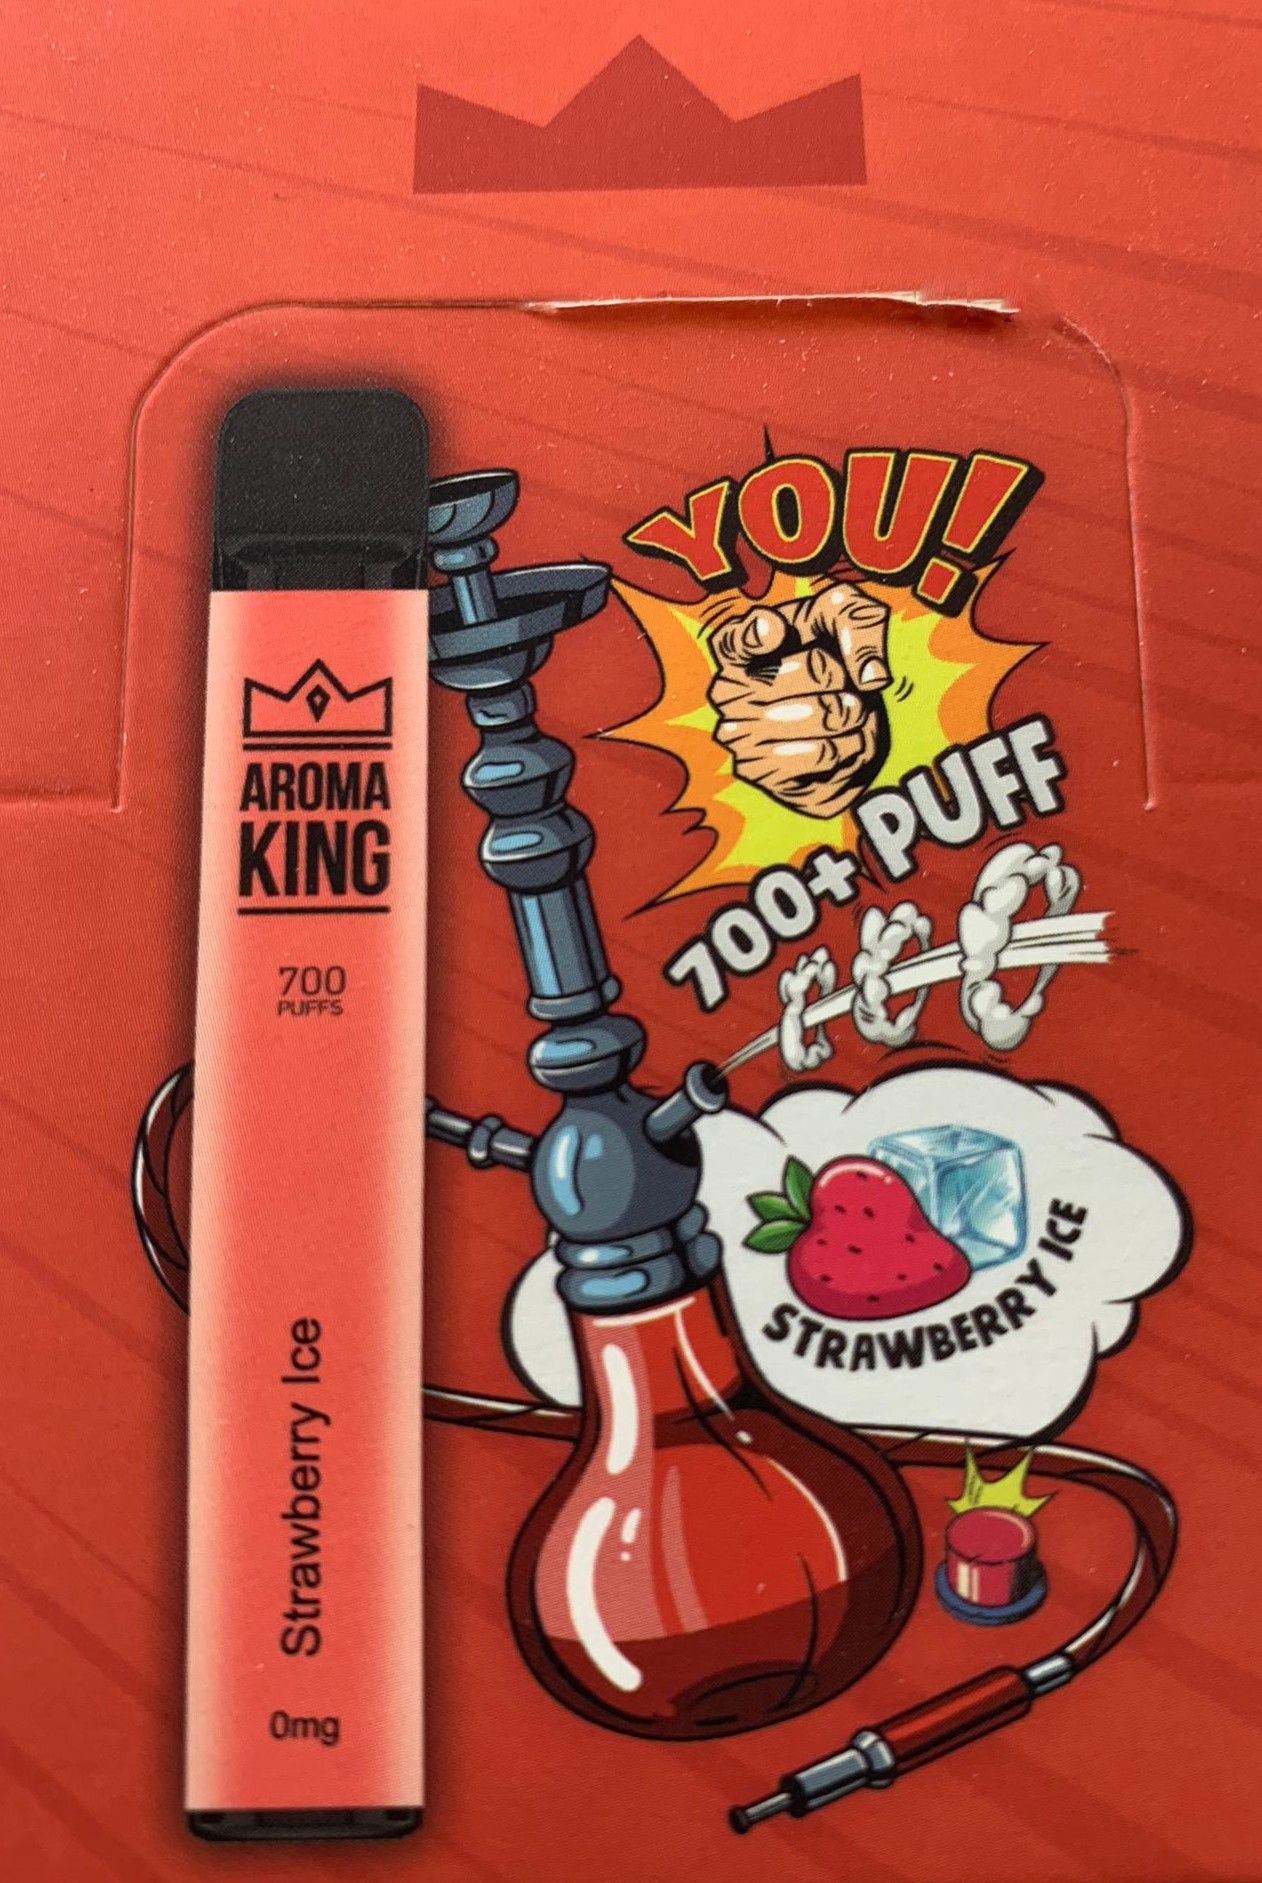 AROMA
KING
700
PUFFS
Strawberry Ice
0mg
YOU!
700+ PUFF
STRAWBERRY ICE